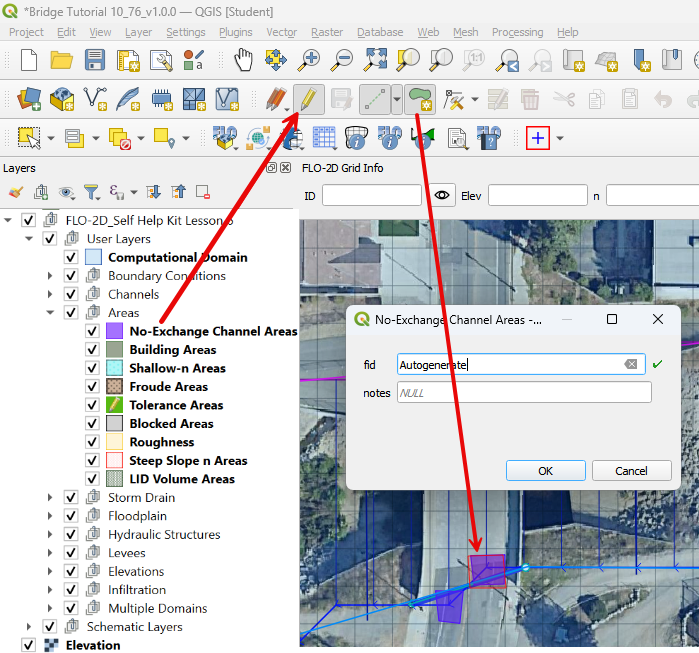 *Bridge Tutorial 10_76_v1.0.0 — QGIS [Student]
Project Edit View Layer Settings Plugins Vector Raster Database Web Mesh Processing Help
1:1
Layers
FLO-2D Grid Info
ID Elev n
FLO-2D_Self Help Kit Lesson
User Layers
Computational Domain
Boundary Conditions
Channels
Areas
No-Exchange Channel Areas
Building Areas
Shallow-n Areas
Froude Areas
Tolerance Areas
Blocked Areas
Roughness
Steep Slope n Areas
LID Volume Areas
Storm Drain
Floodplain
Hydraulic Structures
Levees
Elevations
Infiltration
Multiple Domains
Schematic Layers
Elevation
No-Exchange Channel Areas -...
fid Autogenerate
notes NULL
OK Cancel